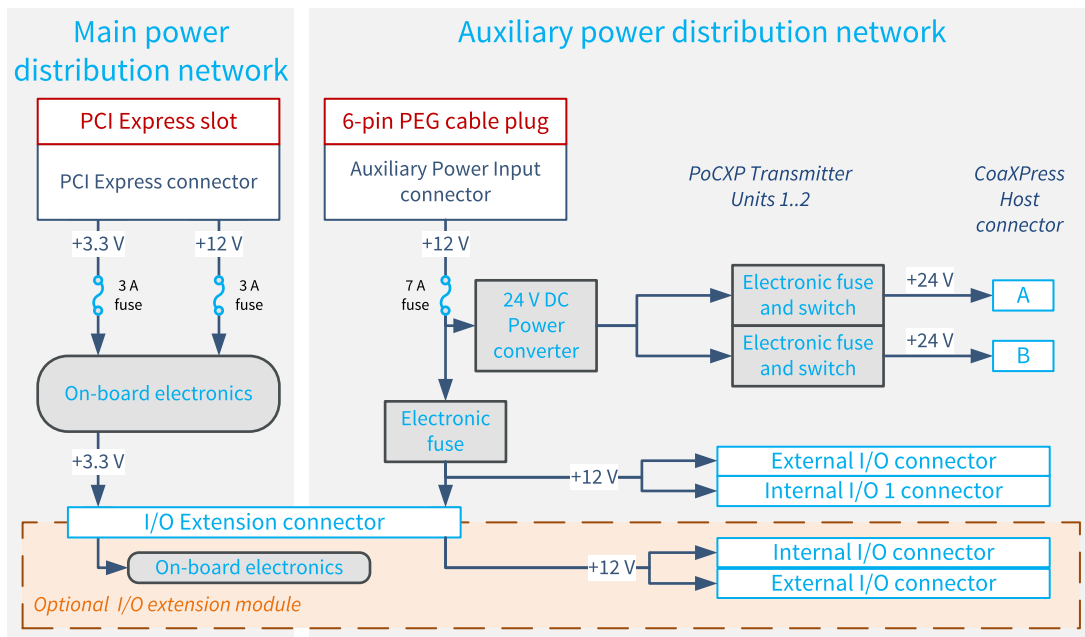 Main power
distribution network
PCI Express slot
PCI Express connector
+3.3 V
+12 V
3 A
fuse
3 A
fuse
On-board electronics
+3.3 V
Auxiliary power distribution network
6-pin PEG cable plug
Auxiliary Power Input
connector
+12 V
7 A
fuse
24 V DC
Power
converter
PoCXP Transmitter
Units 1..2
CoaXPress
Host
connector
Electronic fuse
and switch
+24 V
A
Electronic fuse
and switch
+24 V
B
Electronic
fuse
+12 V
External I/O connector
Internal I/O 1 connector
I/O Extension connector
On-board electronics
+12 V
Internal I/O connector
External I/O connector
Optional I/O extension module